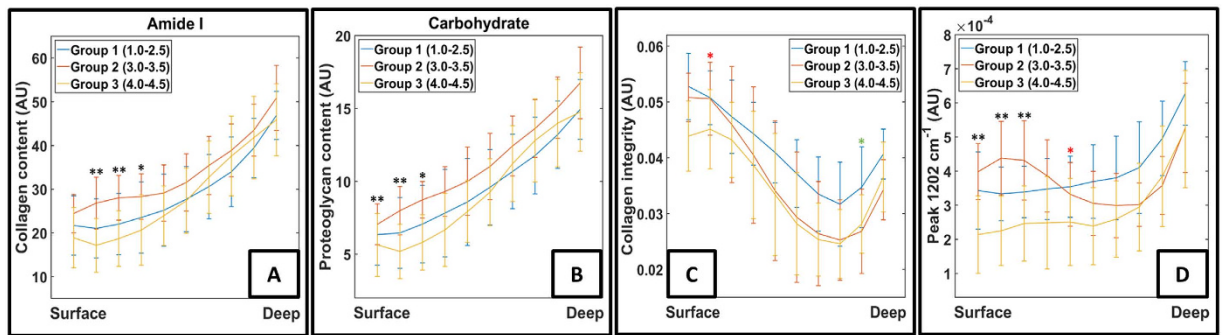 Amide I
Collagen content (AU)
60
50
40
30
20
10
Group 1 (1.0-2.5)
Group 2 (3.0-3.5)
Group 3 (4.0-4.5)
** ** *
A
Surface Deep
Carbohydrate
Proteoglycan content (AU)
20
15
10
5
Group 1 (1.0-2.5)
Group 2 (3.0-3.5)
Group 3 (4.0-4.5)
** ** *
B
Surface Deep
Collagen integrity (AU)
0.06
0.05
0.04
0.03
0.02
Group 1 (1.0-2.5)
Group 2 (3.0-3.5)
Group 3 (4.0-4.5)
* *
C
Surface Deep
Peak 1202 cm⁻¹ (AU)
×10⁻⁴
8
7
6
5
4
3
2
1
Group 1 (1.0-2.5)
Group 2 (3.0-3.5)
Group 3 (4.0-4.5)
** ** ** *
D
Surface Deep